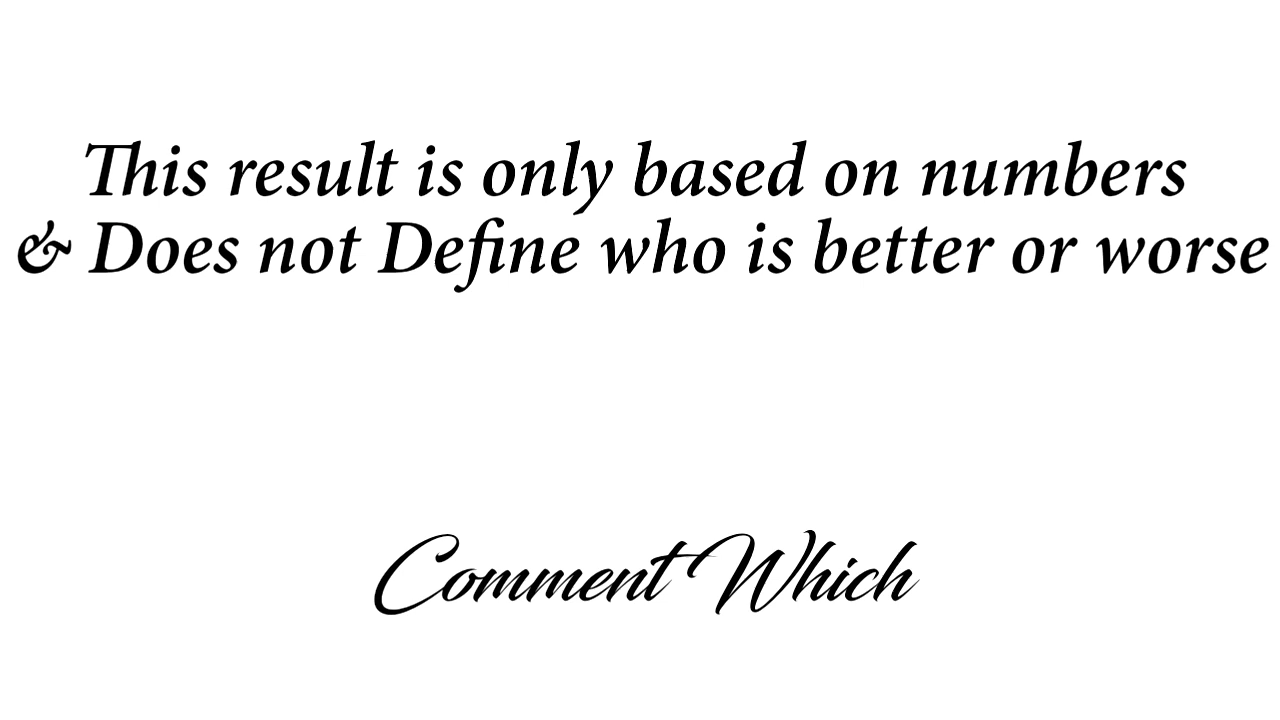 This result is only based on numbers
& Does not Define who is better or worse
Comment Which